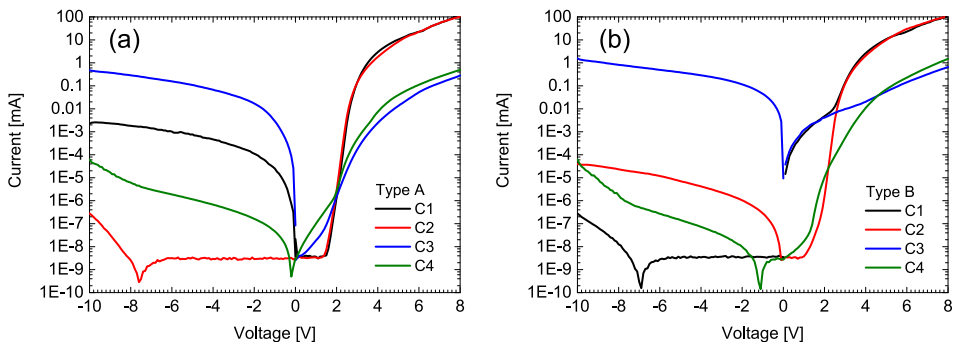 (a)
Current [mA]
100
10
1
0.1
0.01
1E-3
1E-4
1E-5
1E-6
1E-7
1E-8
1E-9
1E-10
-10 -8 -6 -4 -2 0 2 4 6 8
Voltage [V]
Type A
C1
C2
C3
C4
(b)
Current [mA]
100
10
1
0.1
0.01
1E-3
1E-4
1E-5
1E-6
1E-7
1E-8
1E-9
1E-10
-10 -8 -6 -4 -2 0 2 4 6 8
Voltage [V]
Type B
C1
C2
C3
C4